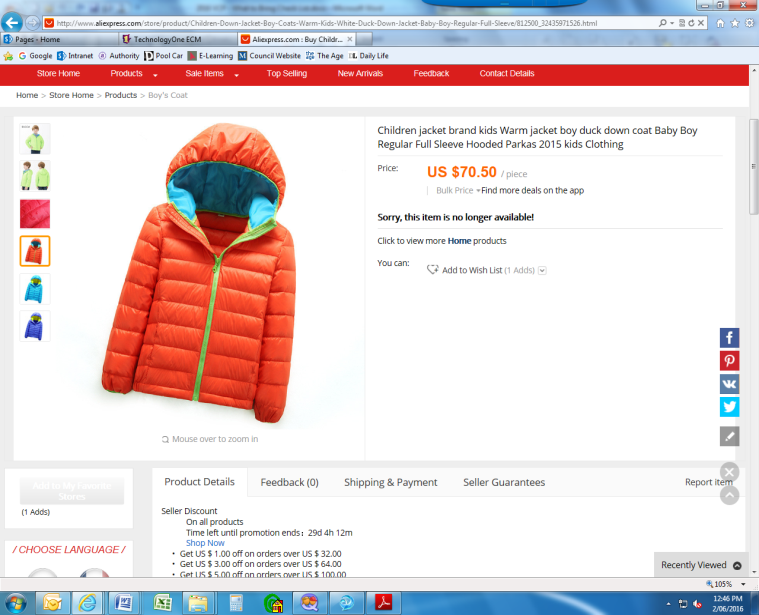 http://www.aliexpress.com/store/product/Children-Down-Jacket-Boy-Coats-Warm-Kids-White-Duck-Down-Jacket-Baby-Boy-Regular-Full-Sleeve/812500_32435971526.html
Pages - Home
TechnologyOne ECM
Aliexpress.com : Buy Childr...
Google Intranet Authority Pool Car E-Learning Council Website The Age Daily Life
Store Home Products Sale Items Top Selling New Arrivals Feedback Contact Details
Home > Store Home > Products > Boy's Coat
Children jacket brand kids Warm jacket boy duck down coat Baby Boy
Regular Full Sleeve Hooded Parkas 2015 kids Clothing
Price: US $70.50 / piece
Bulk Price Find more deals on the app
Sorry, this item is no longer available!
Click to view more Home products
You can: Add to Wish List (1 Adds)
Mouse over to zoom in
Add to My Favorite
Stores
(1 Adds)
/ CHOOSE LANGUAGE /
Product Details Feedback (0) Shipping & Payment Seller Guarantees Report item
Seller Discount
On all products
Time left until promotion ends: 29d 4h 12m
Shop Now
• Get US $ 1.00 off on orders over US $ 32.00
• Get US $ 3.00 off on orders over US $ 64.00
• Get US $ 5.00 off on orders over US $ 100.00
Recently Viewed
105%
12:46 PM
2/06/2016